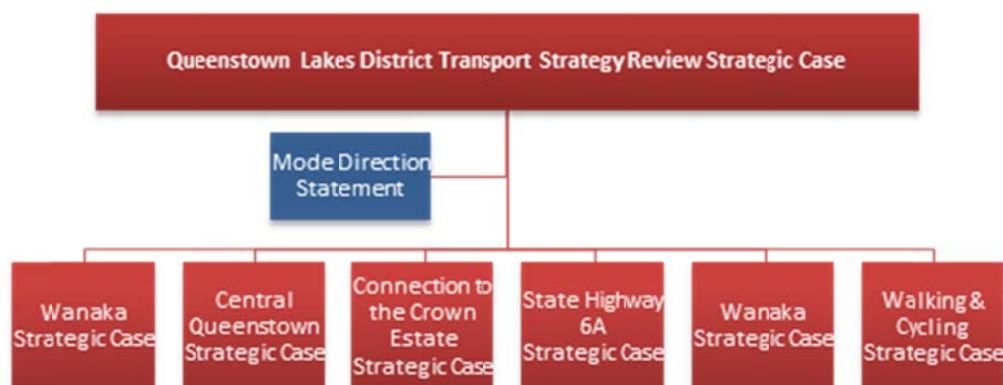 Queenstown Lakes District Transport Strategy Review Strategic Case
Mode Direction
Statement
Wanaka
Strategic Case
Central
Queenstown
Strategic Case
Connection to
the Crown
Estate
Strategic Case
State Highway
6A
Strategic Case
Wanaka
Strategic Case
Walking &
Cycling
Strategic Case